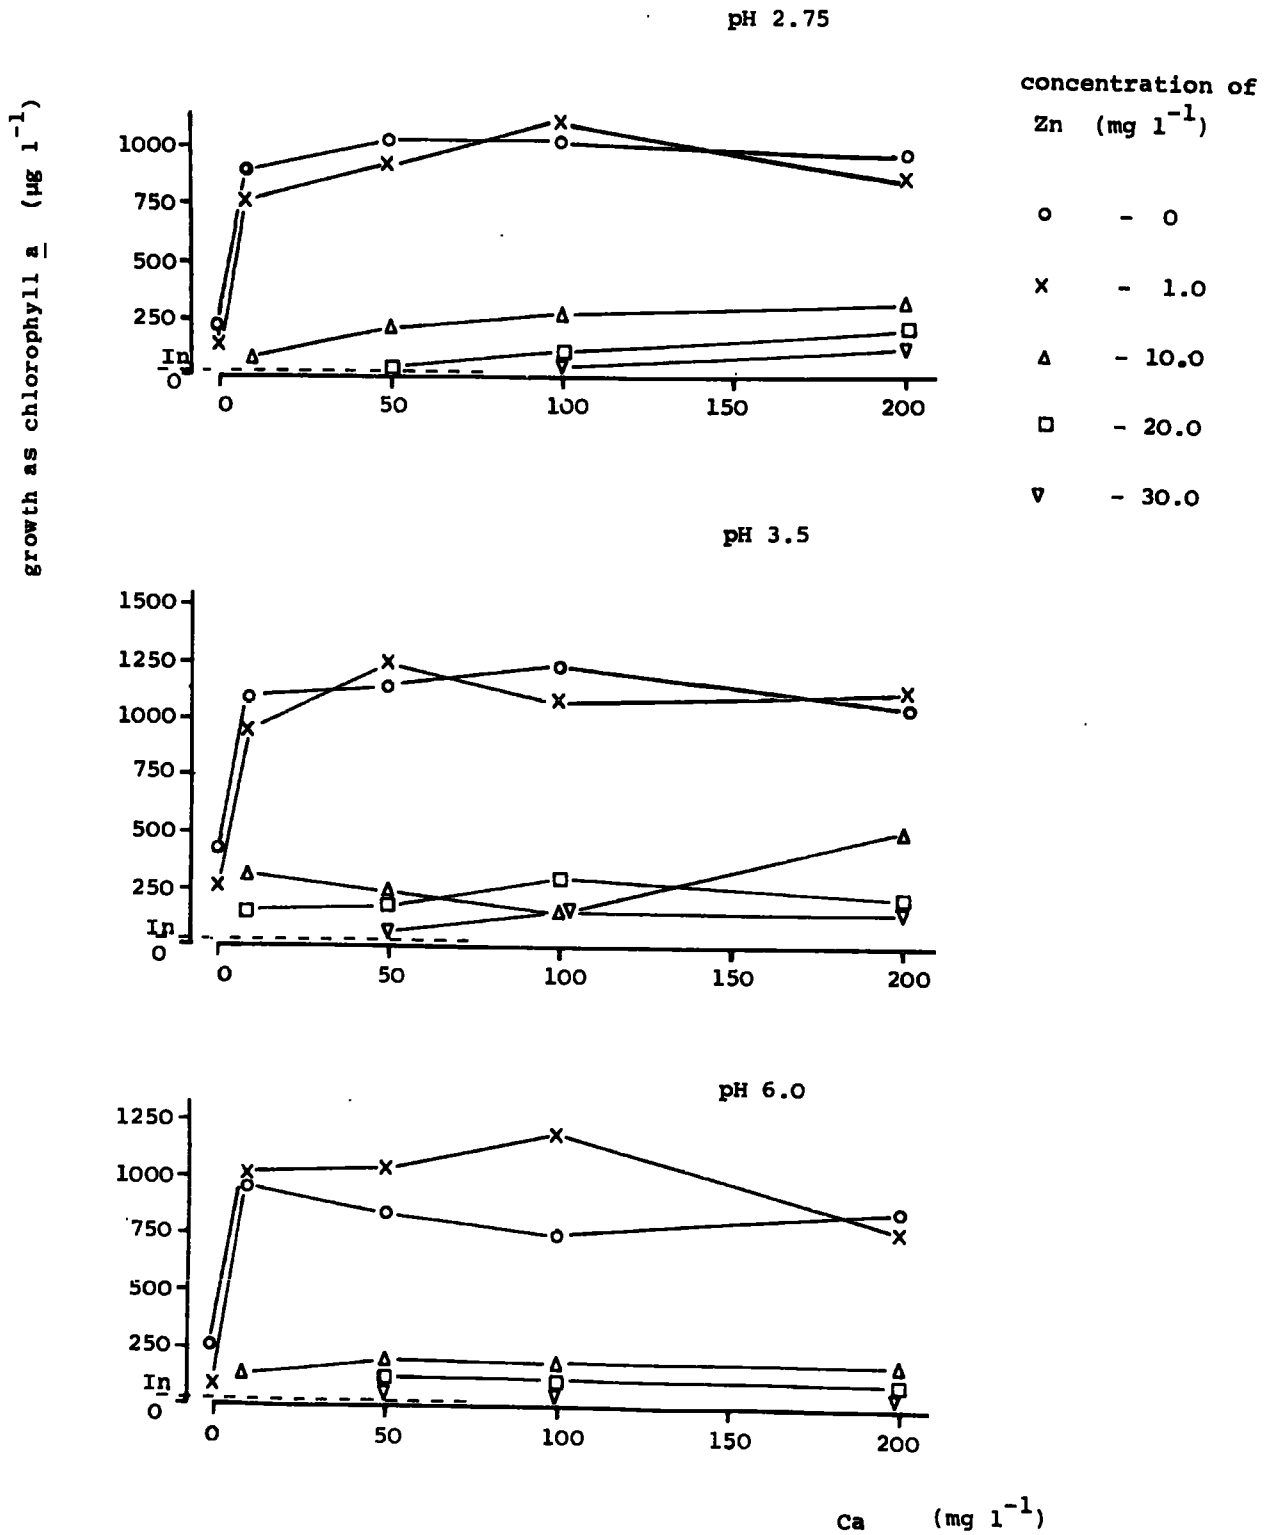 pH 2.75
concentration of
Zn (mg l⁻¹)
O - 0
X - 1.0
Δ - 10.0
□ - 20.0
∇ - 30.0
growth as chlorophyll a (µg l⁻¹)
1000
750
500
250
In
0
0 50 100 150 200
pH 3.5
1500
1250
1000
750
500
250
In
0
0 50 100 150 200
pH 6.0
1250
1000
750
500
250
In
0
0 50 100 150 200
Ca (mg l⁻¹)